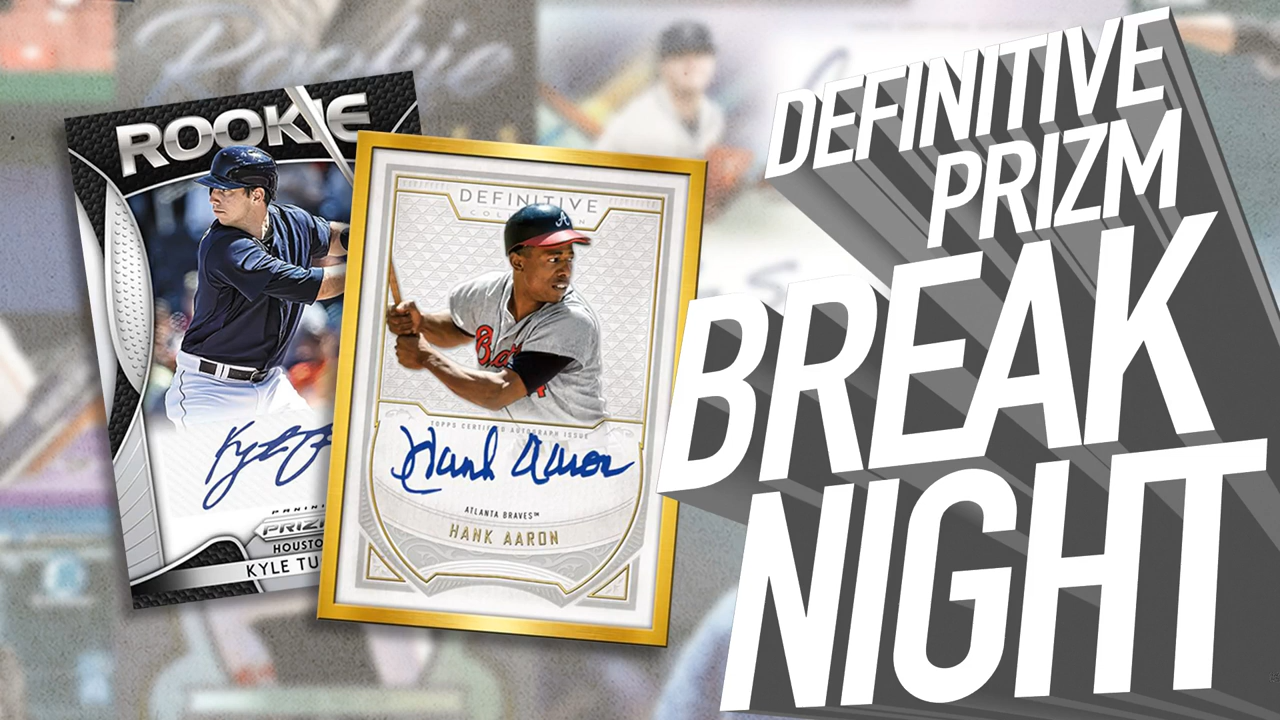 Rookie
ROOKIE
PRIZM
HOUSTO
KYLE TU
DEFINITIVE
TOPPS CERTIFIED AUTOGRAPH ISSUE
Hank Aaron
ATLANTA BRAVES™
HANK AARON
DEFINITIVE
PRIZM
BREAK
NIGHT